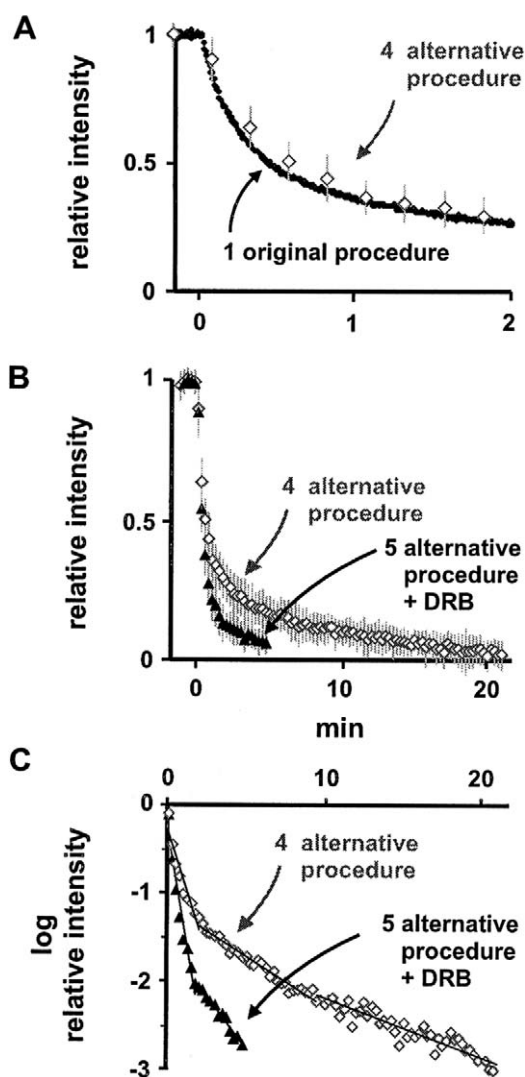 A
1
4 alternative
procedure
relative intensity
0.5
1 original procedure
0
0
1
2
B
1
relative intensity
4 alternative
procedure
0.5
5 alternative
procedure
+ DRB
0
0
10
20
min
C
0
10
20
0
4 alternative
procedure
-1
log
relative intensity
5 alternative
procedure
+ DRB
-2
-3